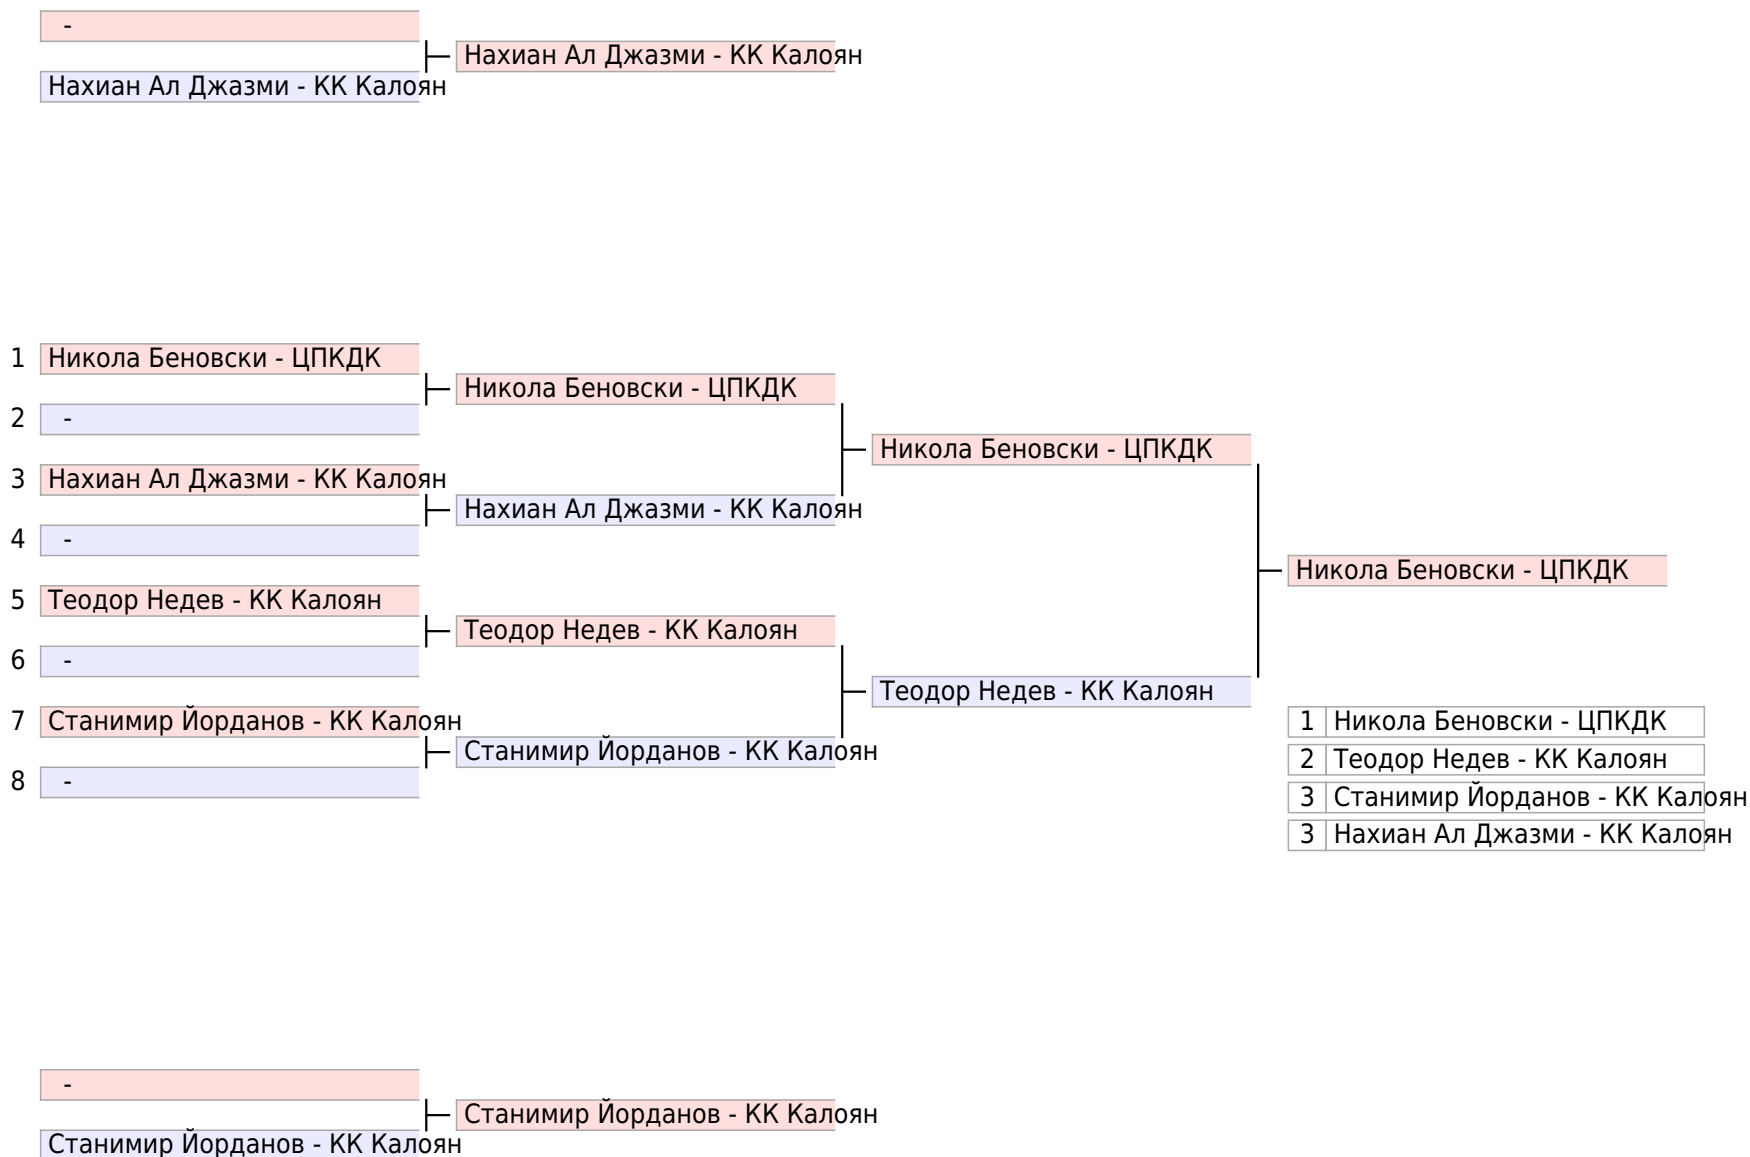 -
Нахиан Ал Джазми - КК Калоян
Нахиан Ал Джазми - КК Калоян
1 Никола Беновски - ЦПКДК
Никола Беновски - ЦПКДК
2 -
Никола Беновски - ЦПКДК
3 Нахиан Ал Джазми - КК Калоян
Нахиан Ал Джазми - КК Калоян
4 -
Никола Беновски - ЦПКДК
5 Теодор Недев - КК Калоян
Теодор Недев - КК Калоян
6 -
Теодор Недев - КК Калоян
7 Станимир Йорданов - КК Калоян
Станимир Йорданов - КК Калоян
8 -
1 Никола Беновски - ЦПКДК
2 Теодор Недев - КК Калоян
3 Станимир Йорданов - КК Калоян
3 Нахиан Ал Джазми - КК Калоян
-
Станимир Йорданов - КК Калоян
Станимир Йорданов - КК Калоян